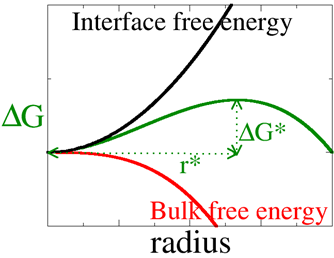 Interface free energy
ΔG
ΔG*
r*
Bulk free energy
radius